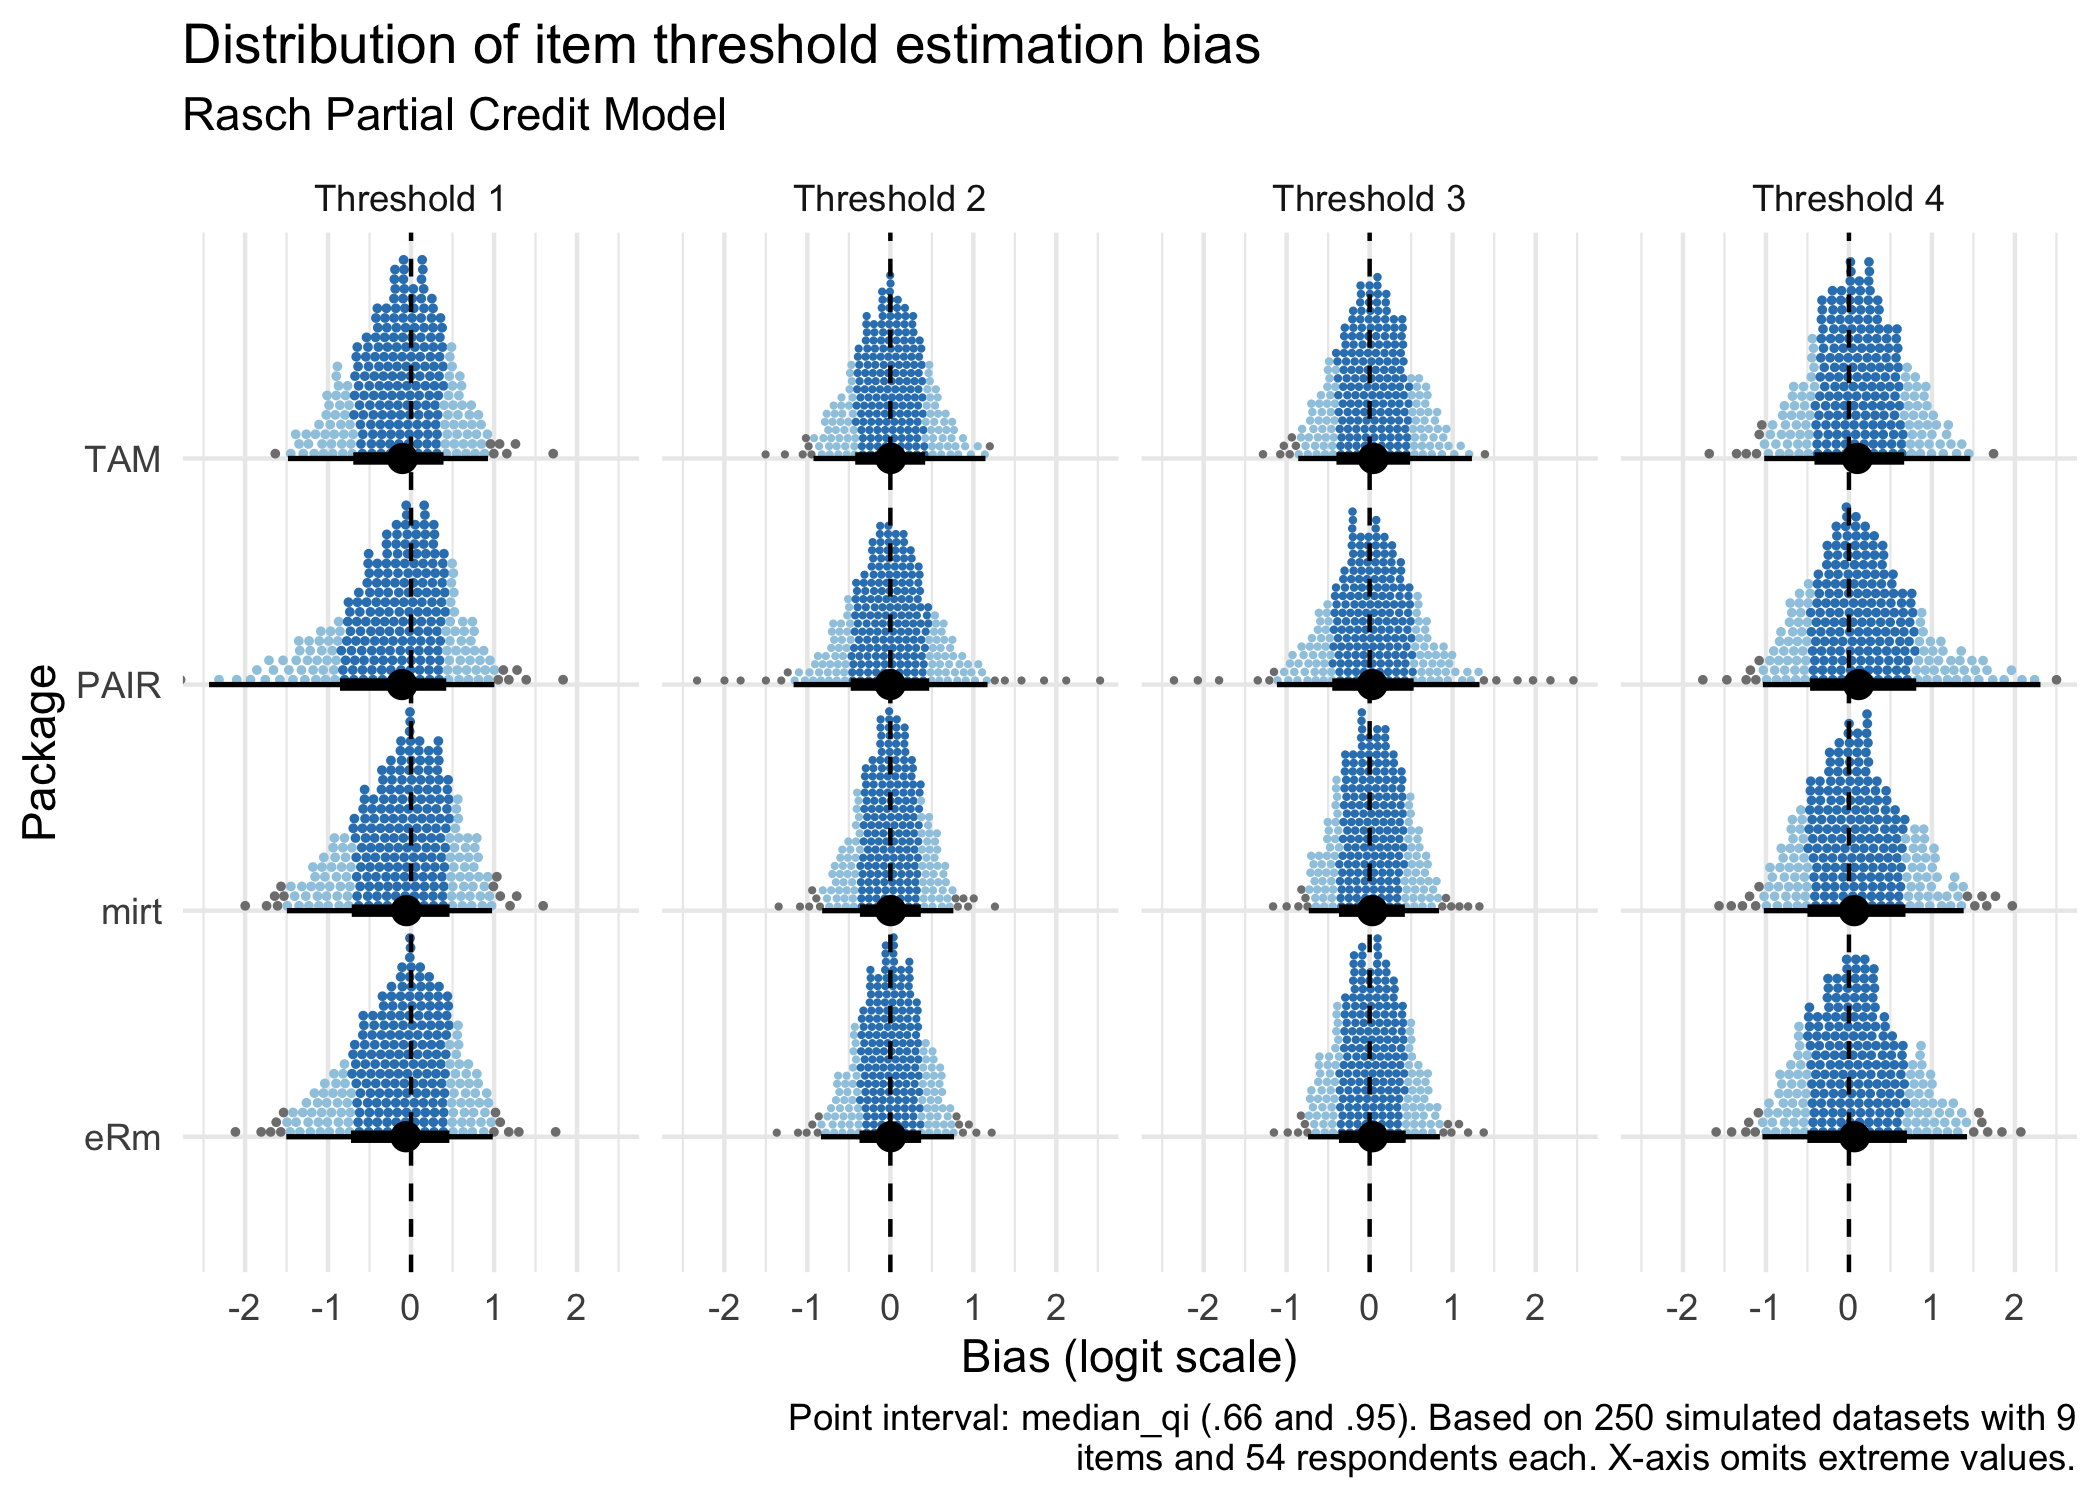 Distribution of item threshold estimation bias
Rasch Partial Credit Model
Threshold 1 Threshold 2 Threshold 3 Threshold 4
Package
TAM
PAIR
mirt
eRm
-2 -1 0 1 2 -2 -1 0 1 2 -2 -1 0 1 2 -2 -1 0 1 2
Bias (logit scale)
Point interval: median_qi (.66 and .95). Based on 250 simulated datasets with 9
items and 54 respondents each. X-axis omits extreme values.